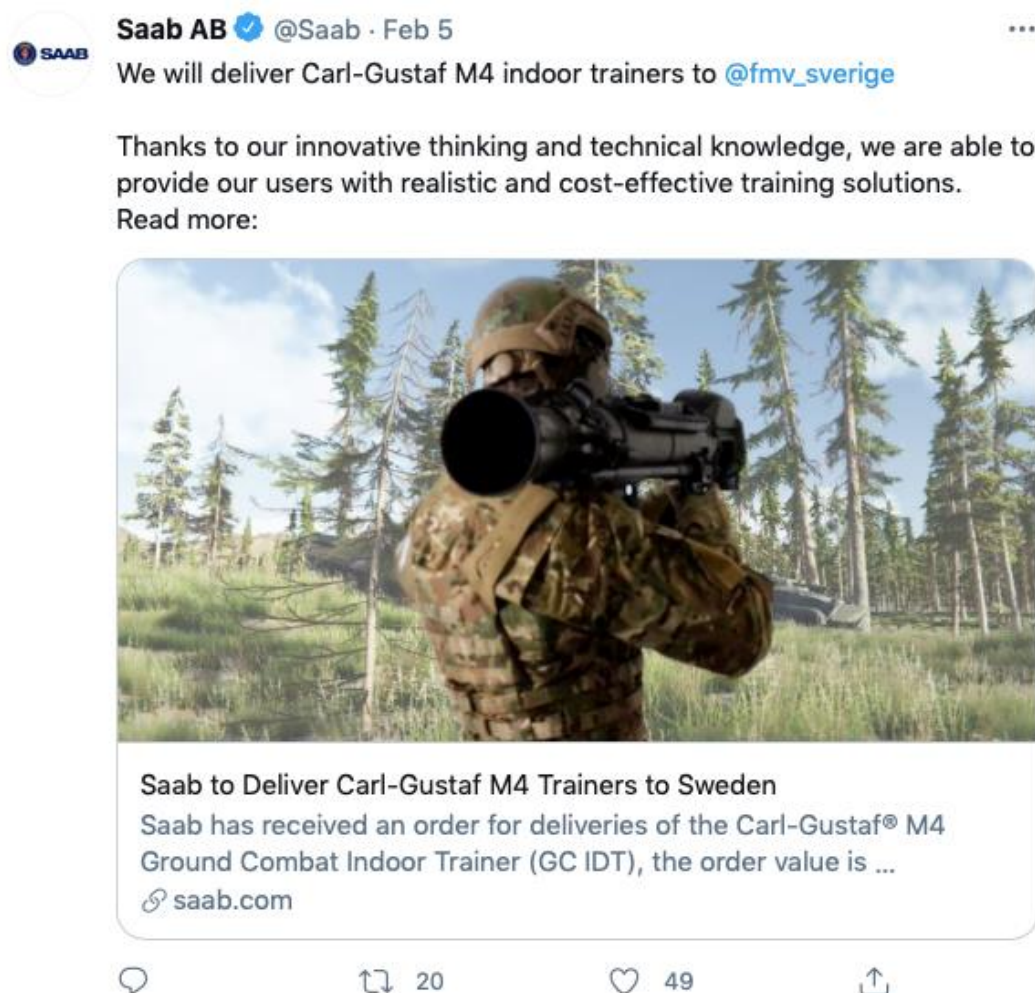 SAAB
Saab AB @Saab · Feb 5
We will deliver Carl-Gustaf M4 indoor trainers to @fmv_sverige
Thanks to our innovative thinking and technical knowledge, we are able to
provide our users with realistic and cost-effective training solutions.
Read more:
Saab to Deliver Carl-Gustaf M4 Trainers to Sweden
Saab has received an order for deliveries of the Carl-Gustaf® M4
Ground Combat Indoor Trainer (GC IDT), the order value is ...
saab.com
20 49